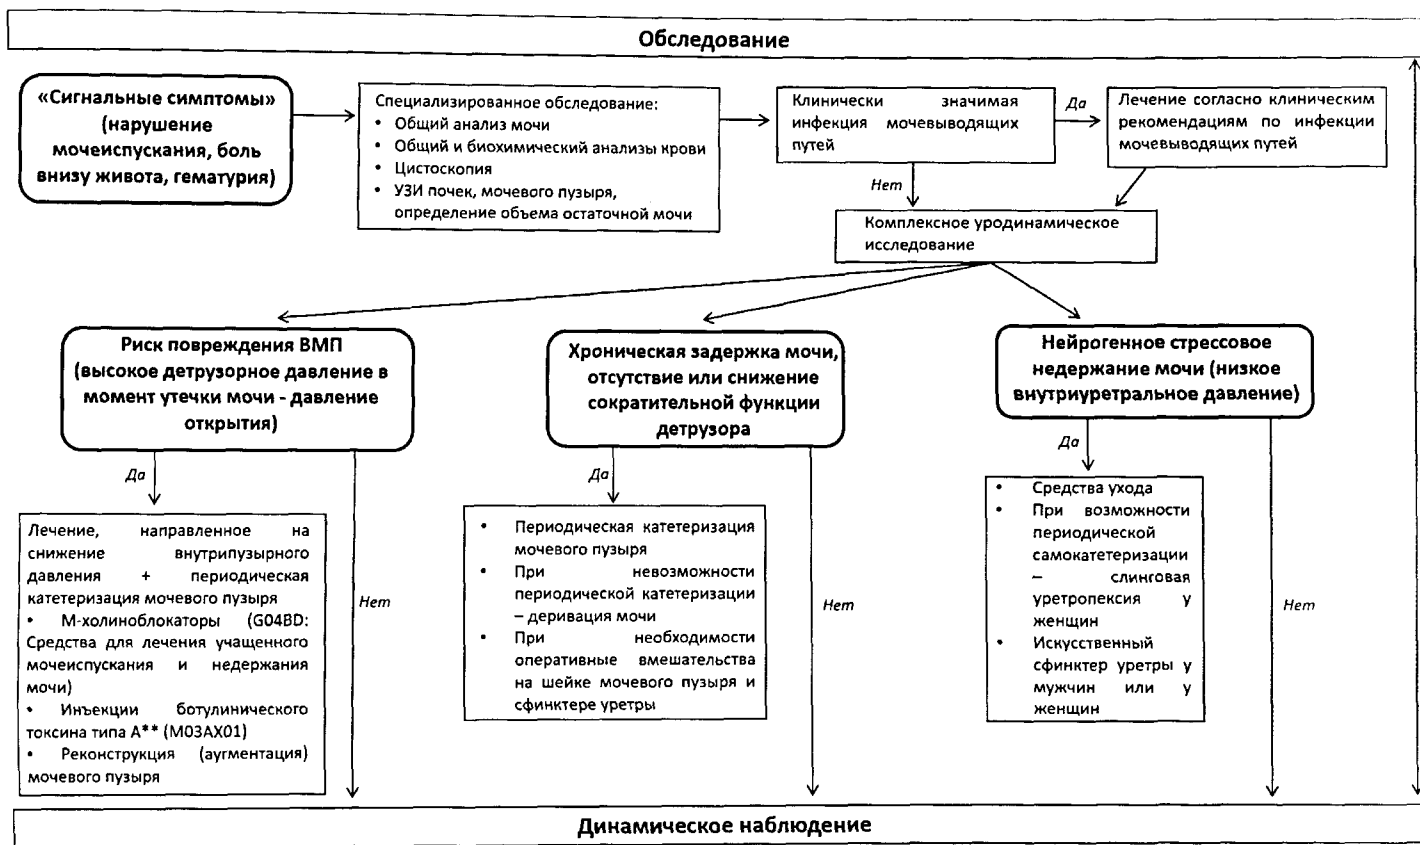 Обследование
«Сигнальные симптомы»
(нарушение
мочеиспускания, боль
внизу живота, гематурия)
Специализированное обследование:
• Общий анализ мочи
• Общий и биохимический анализы крови
• Цистоскопия
• УЗИ почек, мочевого пузыря,
определение объема остаточной мочи
Клинически значимая
инфекция мочевыводящих
путей
Да
Лечение согласно клиническим
рекомендациям по инфекции
мочевыводящих путей
Нет
Комплексное уродинамическое
исследование
Риск повреждения ВМП
(высокое детрузорное давление в
момент утечки мочи - давление
открытия)
Хроническая задержка мочи,
отсутствие или снижение
сократительной функции
детрузора
Нейрогенное стрессовое
недержание мочи (низкое
внутриуретральное давление)
Да
Лечение, направленное на
снижение внутрипузырного
давления + периодическая
катетеризация мочевого пузыря
• М-холиноблокаторы (G04BD:
Средства для лечения учащенного
мочеиспускания и недержания
мочи)
• Инъекции ботулинического
токсина типа А** (M03AX01)
• Реконструкция (аугментация)
мочевого пузыря
Нет
Да
• Периодическая катетеризация
мочевого пузыря
• При невозможности
периодической катетеризации
– деривация мочи
• При необходимости
оперативные вмешательства
на шейке мочевого пузыря и
сфинктере уретры
Нет
Да
• Средства ухода
• При возможности
периодической
самокатетеризации
– слинговая
уретропексия у
женщин
• Искусственный
сфинктер уретры у
мужчин или у
женщин
Нет
Динамическое наблюдение